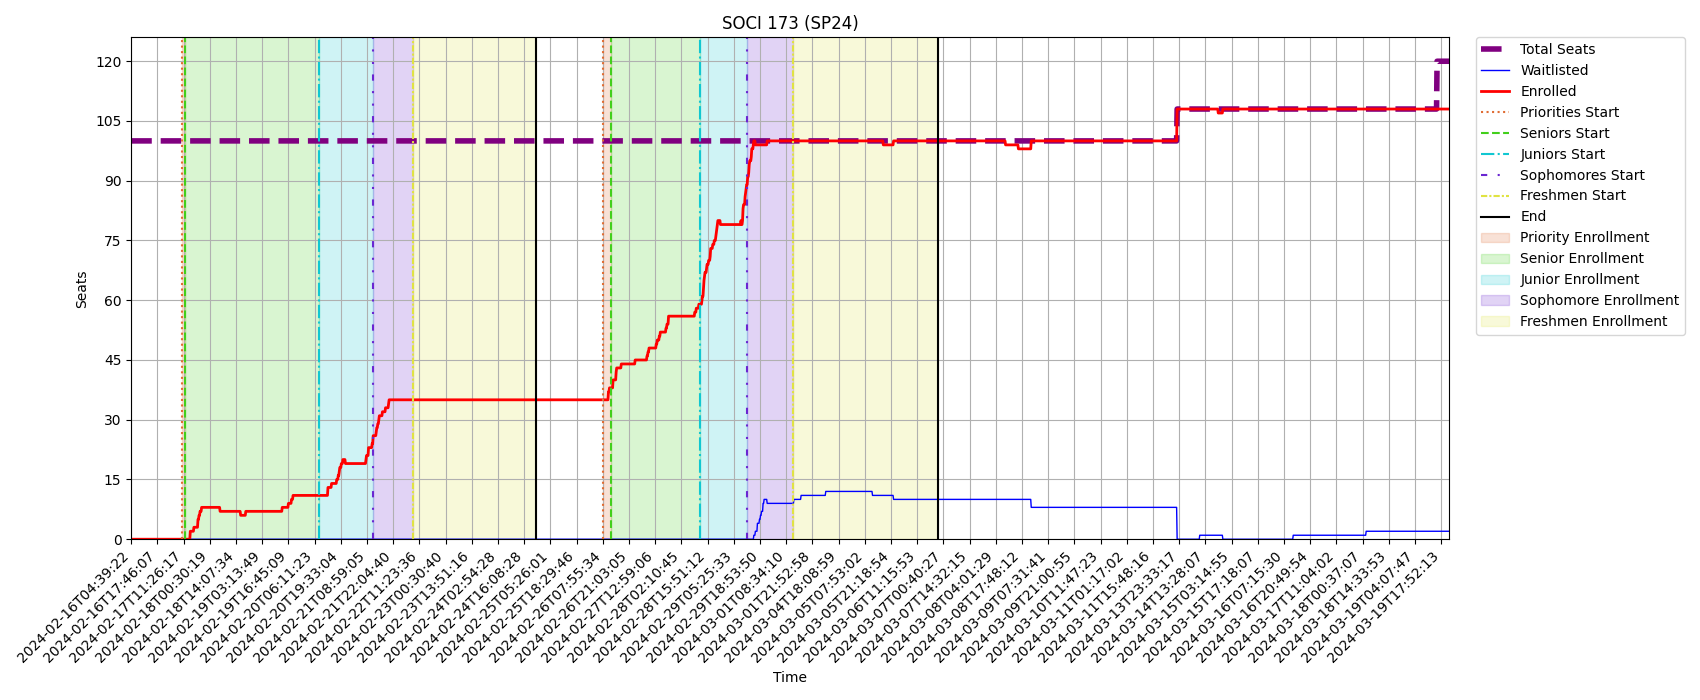 SOCI 173 (SP24)
Seats
120
105
90
75
60
45
30
15
0
2024-02-16T04:39:22
2024-02-16T17:46:07
2024-02-17T11:26:17
2024-02-18T00:30:19
2024-02-18T14:07:34
2024-02-19T03:13:49
2024-02-19T16:45:09
2024-02-20T06:11:23
2024-02-20T19:33:04
2024-02-21T08:59:05
2024-02-21T22:04:40
2024-02-22T11:23:36
2024-02-23T00:30:40
2024-02-23T13:51:16
2024-02-24T02:54:28
2024-02-24T16:08:28
2024-02-25T05:26:01
2024-02-25T18:29:46
2024-02-26T07:55:34
2024-02-26T21:03:05
2024-02-27T12:59:06
2024-02-28T02:10:45
2024-02-28T15:51:12
2024-02-29T05:25:33
2024-02-29T18:53:50
2024-03-01T08:34:10
2024-03-01T21:52:58
2024-03-04T18:08:59
2024-03-05T07:53:02
2024-03-05T21:18:54
2024-03-06T11:15:53
2024-03-07T00:40:27
2024-03-07T14:32:15
2024-03-08T04:01:29
2024-03-08T17:48:12
2024-03-09T07:31:41
2024-03-09T21:00:55
2024-03-10T11:47:23
2024-03-11T01:17:02
2024-03-11T15:48:16
2024-03-13T23:33:17
2024-03-14T13:28:07
2024-03-15T03:14:55
2024-03-15T17:18:07
2024-03-16T07:15:30
2024-03-16T20:49:54
2024-03-17T11:04:02
2024-03-18T00:37:07
2024-03-18T14:33:53
2024-03-19T04:07:47
2024-03-19T17:52:13
Time
Total Seats
Waitlisted
Enrolled
Priorities Start
Seniors Start
Juniors Start
Sophomores Start
Freshmen Start
End
Priority Enrollment
Senior Enrollment
Junior Enrollment
Sophomore Enrollment
Freshmen Enrollment